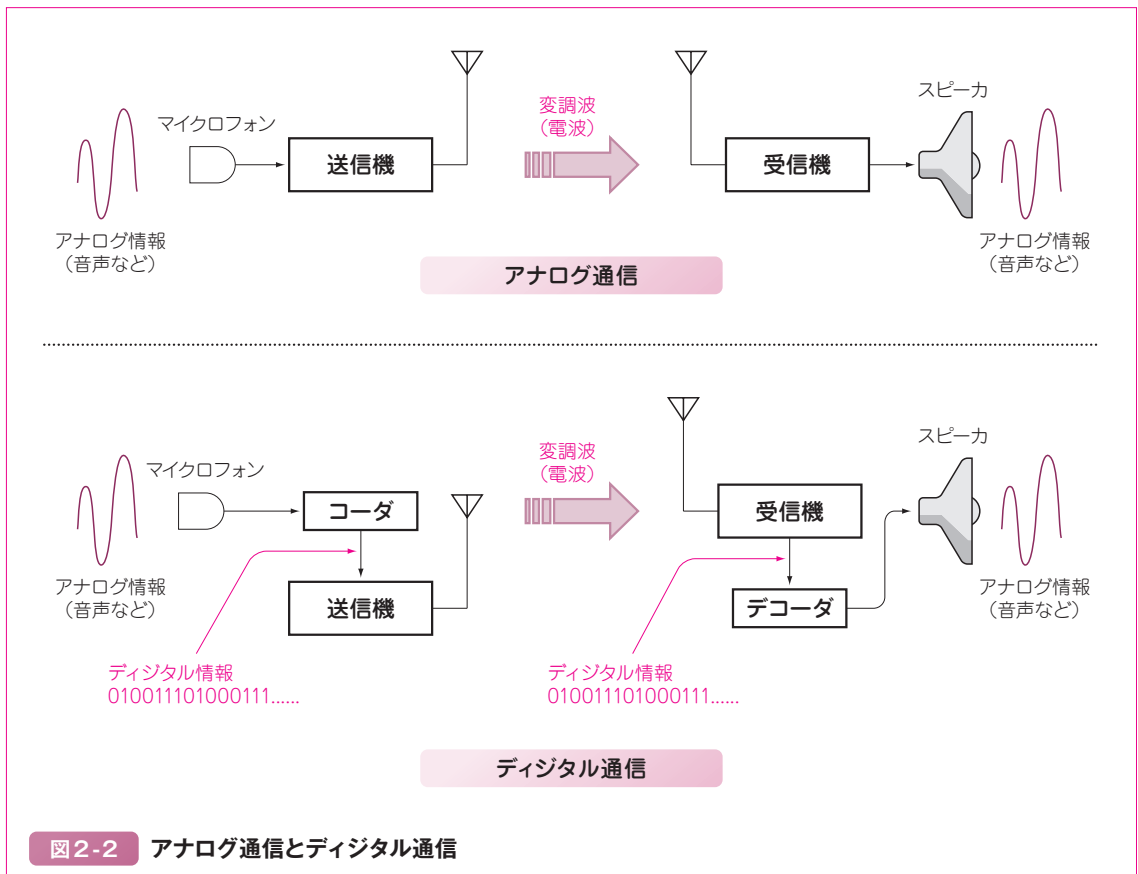 マイクロフォン
送信機
変調波
(電波)
受信機
スピーカ
アナログ情報
(音声など)
アナログ情報
(音声など)
アナログ通信
マイクロフォン
コーダ
送信機
変調波
(電波)
受信機
デコーダ
スピーカ
アナログ情報
(音声など)
アナログ情報
(音声など)
ディジタル情報
010011101000111......
ディジタル情報
010011101000111......
ディジタル通信
図2-2 アナログ通信とディジタル通信